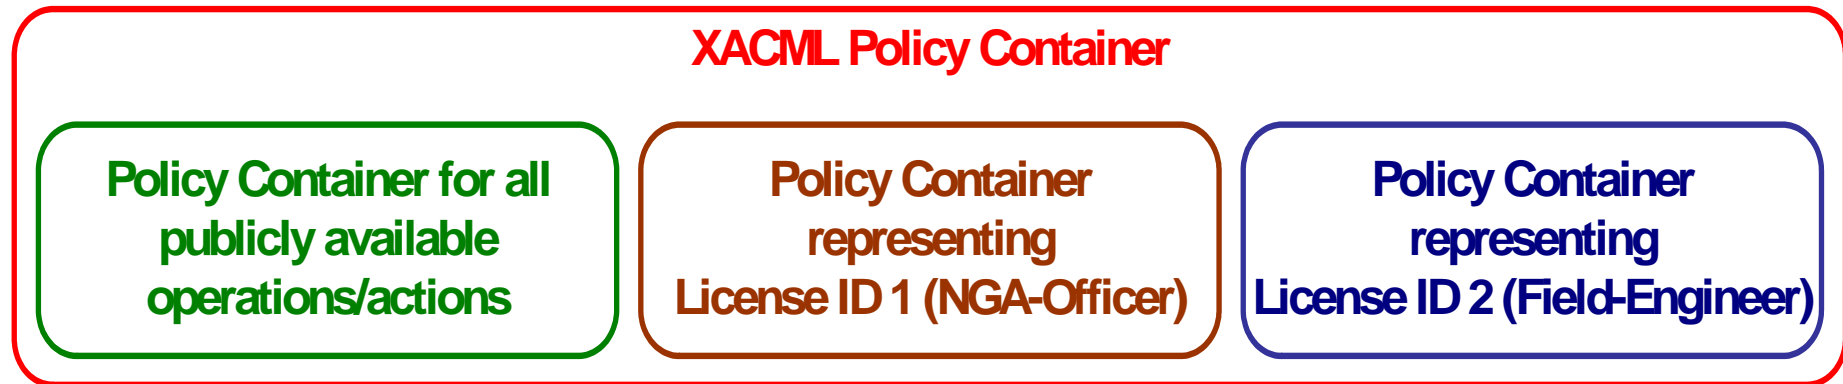 XACML Policy Container
Policy Container for all
publicly available
operations/actions
Policy Container
representing
License ID 1 (NGA-Officer)
Policy Container
representing
License ID 2 (Field-Engineer)